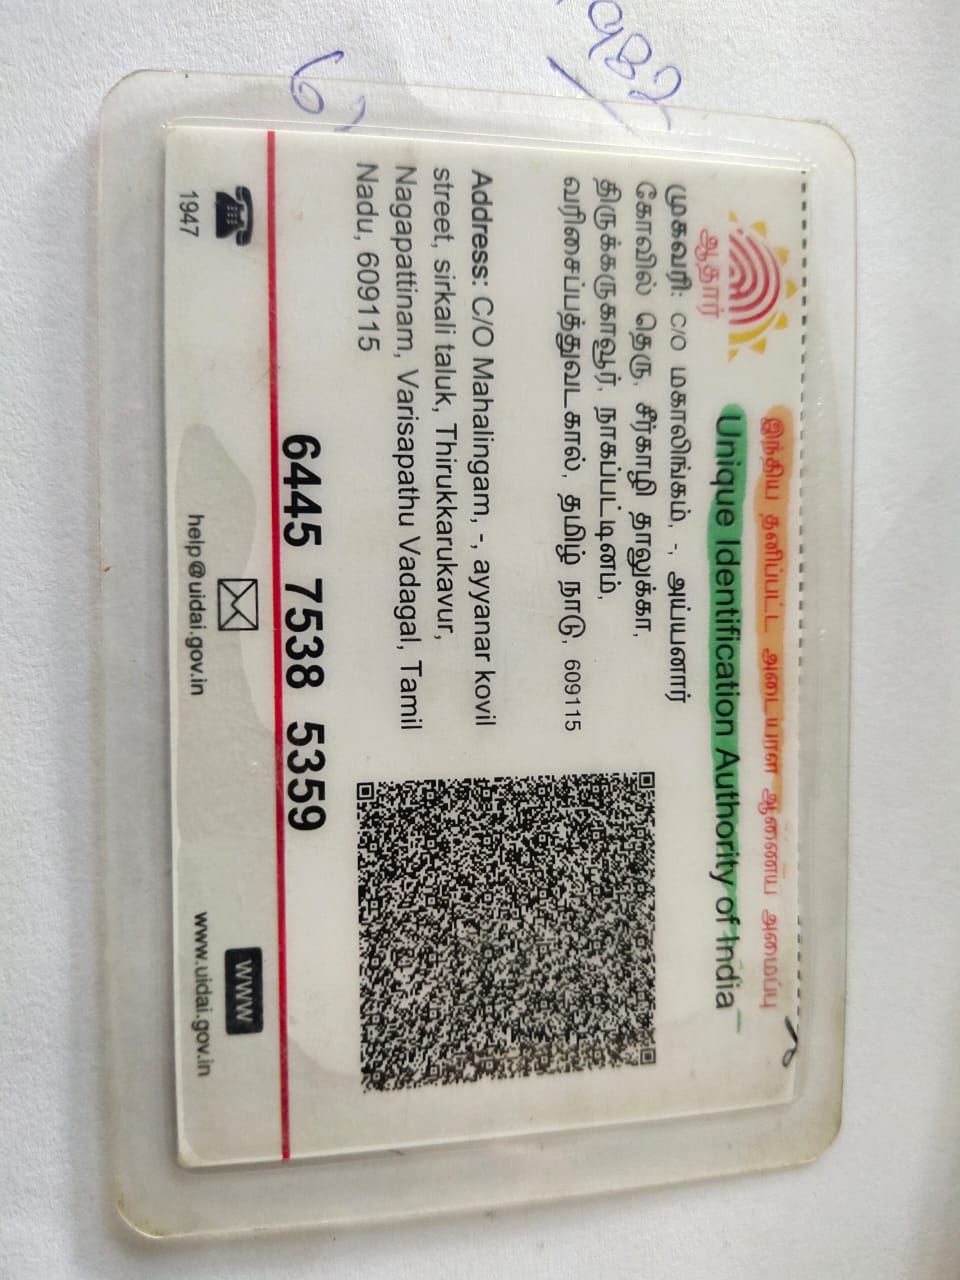 இந்திய தனிப்பட்ட அடையாள ஆணைய அமைப்பு
Unique Identification Authority of India
ஆதார்
முகவரி: C/O மகாலிங்கம், -, அய்யனார்
கோவில் தெரு, சீர்காழி தாலுக்கா,
திருக்கருகாவூர், நாகப்பட்டினம்,
வரிசைப்பத்துவடகால், தமிழ் நாடு, 609115
Address: C/O Mahalingam, -, ayyanar kovil
street, sirkali taluk, Thirukkarukavur,
Nagapattinam, Varisapathu Vadagal, Tamil
Nadu, 609115
6445 7538 5359
1947
help@uidai.gov.in
WWW
www.uidai.gov.in